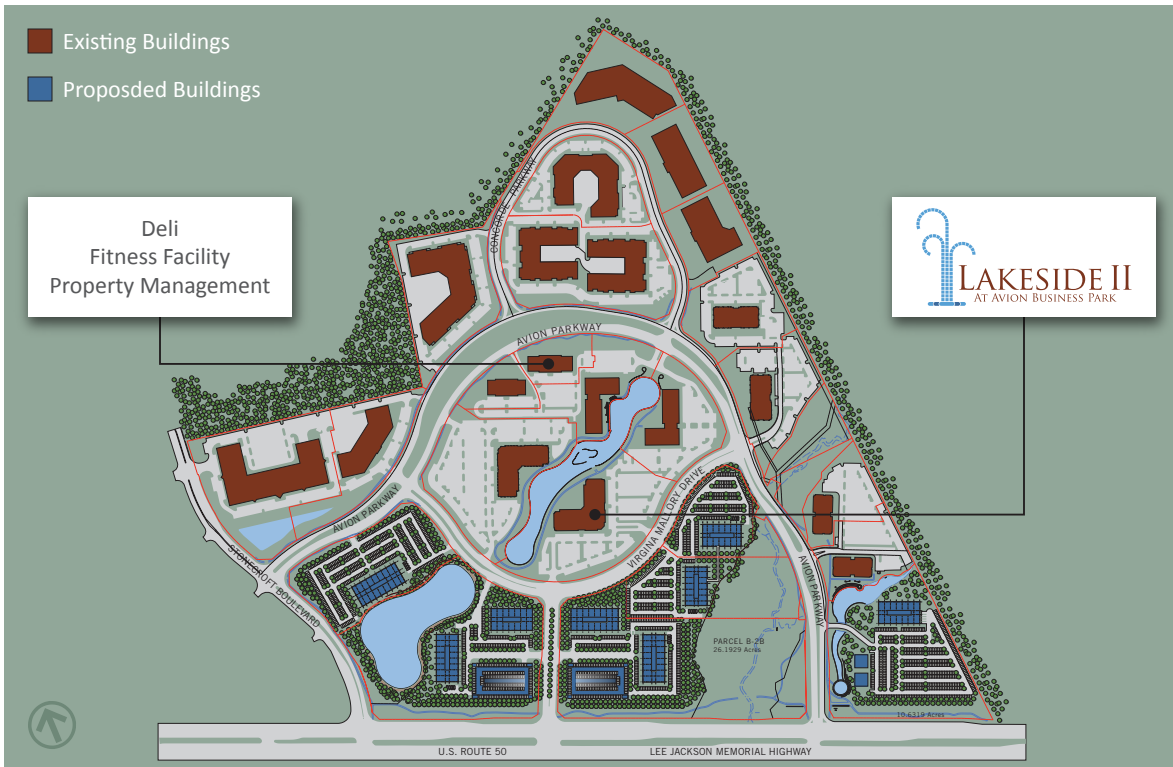 Existing Buildings
Proposded Buildings
Deli
Fitness Facility
Property Management
LAKESIDE II
AT AVION BUSINESS PARK
CONCORDE PARKWAY
AVION PARKWAY
AVION PARKWAY
STONECROFT BOULEVARD
VIRGINIA MALLORY DRIVE
AVION PARKWAY
PARCEL B-2B
26.1929 Acres
10.6319 Acres
U.S. ROUTE 50
LEE JACKSON MEMORIAL HIGHWAY